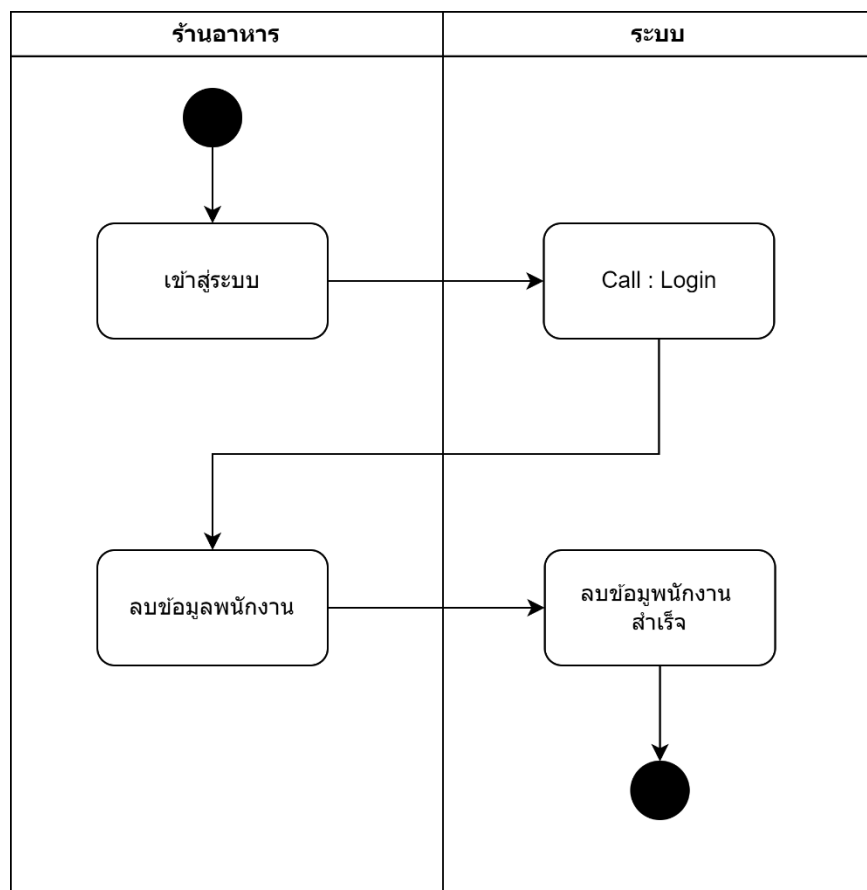 ร้านอาหาร
ระบบ
เข้าสู่ระบบ
Call : Login
ลบข้อมูลพนักงาน
ลบข้อมูพนักงาน
สำเร็จ